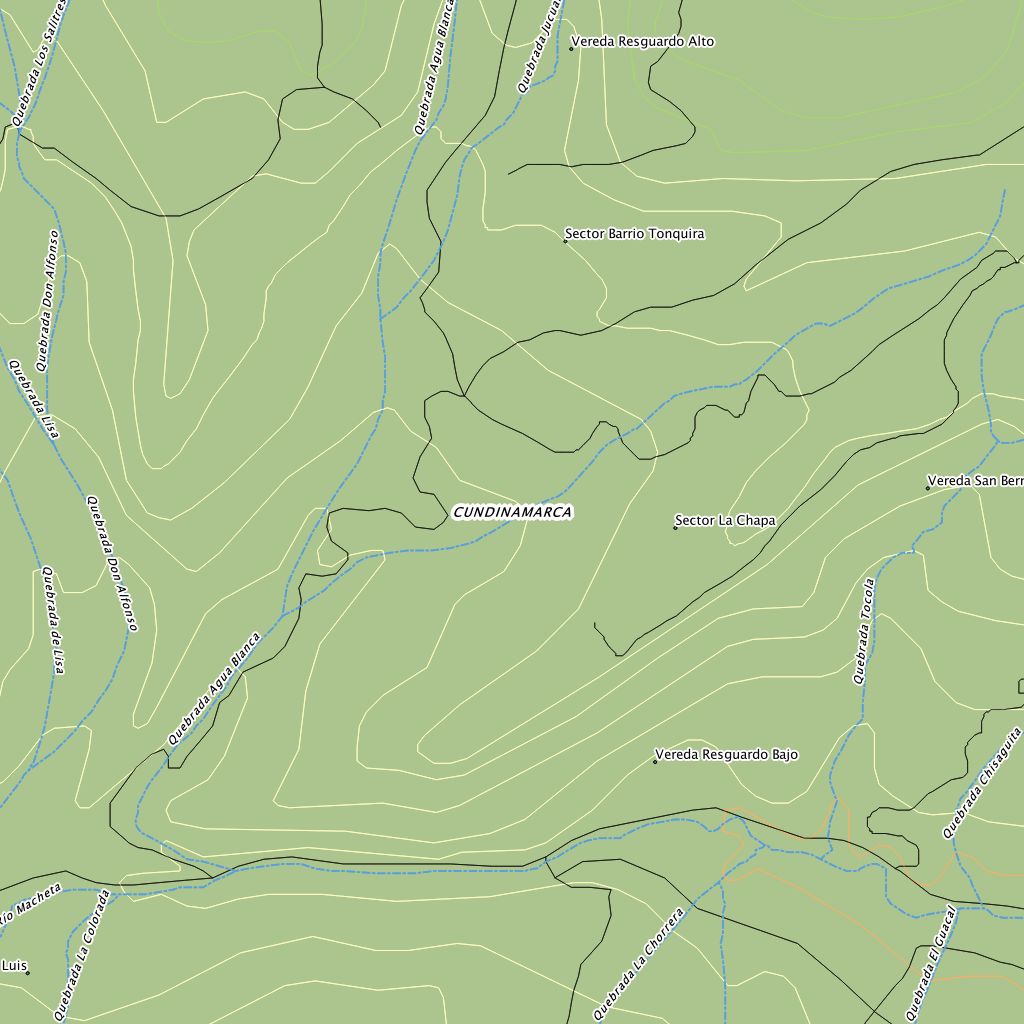 Quebrada Los Salitres
Quebrada Agua Blanca
Quebrada Jucua
Vereda Resguardo Alto
Sector Barrio Tonquira
Quebrada Don Alfonso
Quebrada Lisa
Vereda San Bern
CUNDINAMARCA
Sector La Chapa
Quebrada Don Alfonso
Quebrada de Lisa
Quebrada Tocola
Quebrada Agua Blanca
Vereda Resguardo Bajo
Quebrada Chisaguita
Río Macheta
Quebrada La Colorada
Luis
Quebrada La Chorrera
Quebrada El Guacal